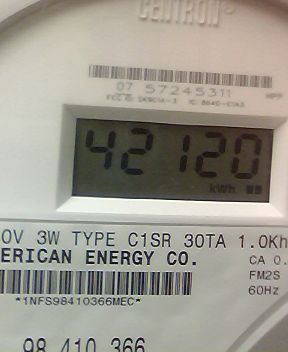 CENTRON®
07 57245311
42120
kWh
0V 3W TYPE C1SR 30TA 1.0Kh
ERICAN ENERGY CO.
CA 0.
FM2S
60Hz
*1NFS98410366MEC*
98 410 366